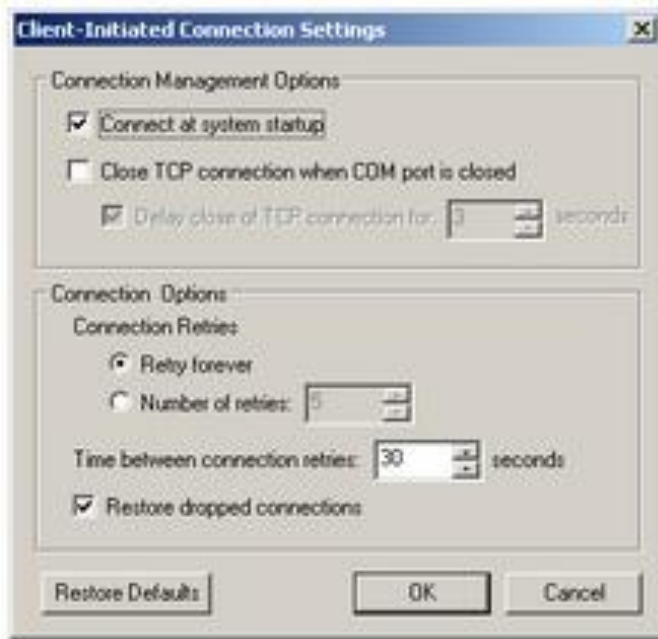 Client-Initiated Connection Settings
Connection Management Options
Connect at system startup
Close TCP connection when COM port is closed
Delay close of TCP connection for: 3 seconds
Connection Options
Connection Retries
Retry forever
Number of retries: 5
Time between connection retries: 30 seconds
Restore dropped connections
Restore Defaults OK Cancel